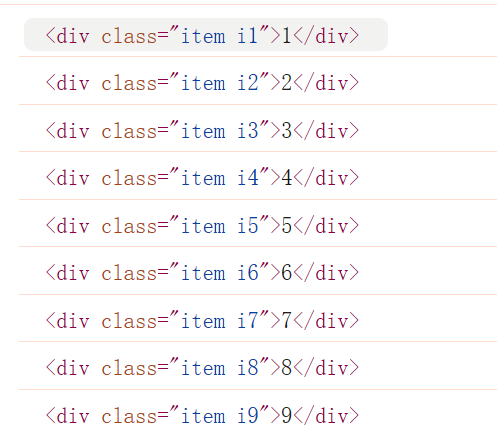 <div class="item i1">1</div>
<div class="item i2">2</div>
<div class="item i3">3</div>
<div class="item i4">4</div>
<div class="item i5">5</div>
<div class="item i6">6</div>
<div class="item i7">7</div>
<div class="item i8">8</div>
<div class="item i9">9</div>